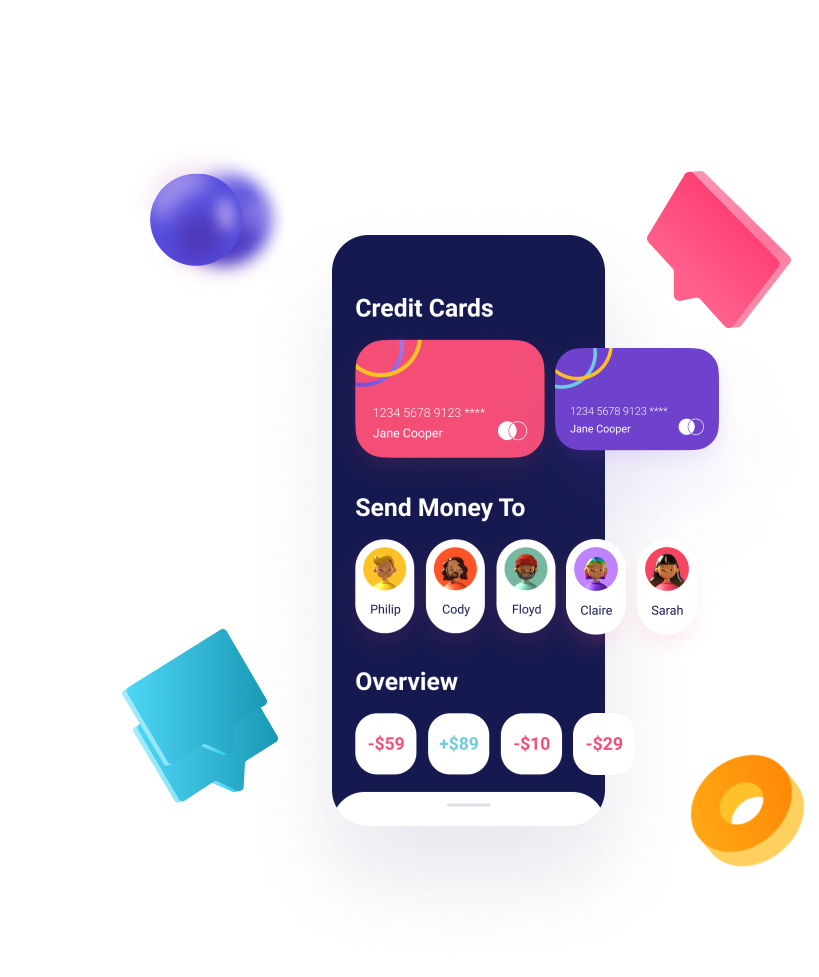 Credit Cards
1234 5678 9123 ****
Jane Cooper
1234 5678 9123 ****
Jane Cooper
Send Money To
Philip Cody Floyd Claire Sarah
Overview
-$59 +$89 -$10 -$29